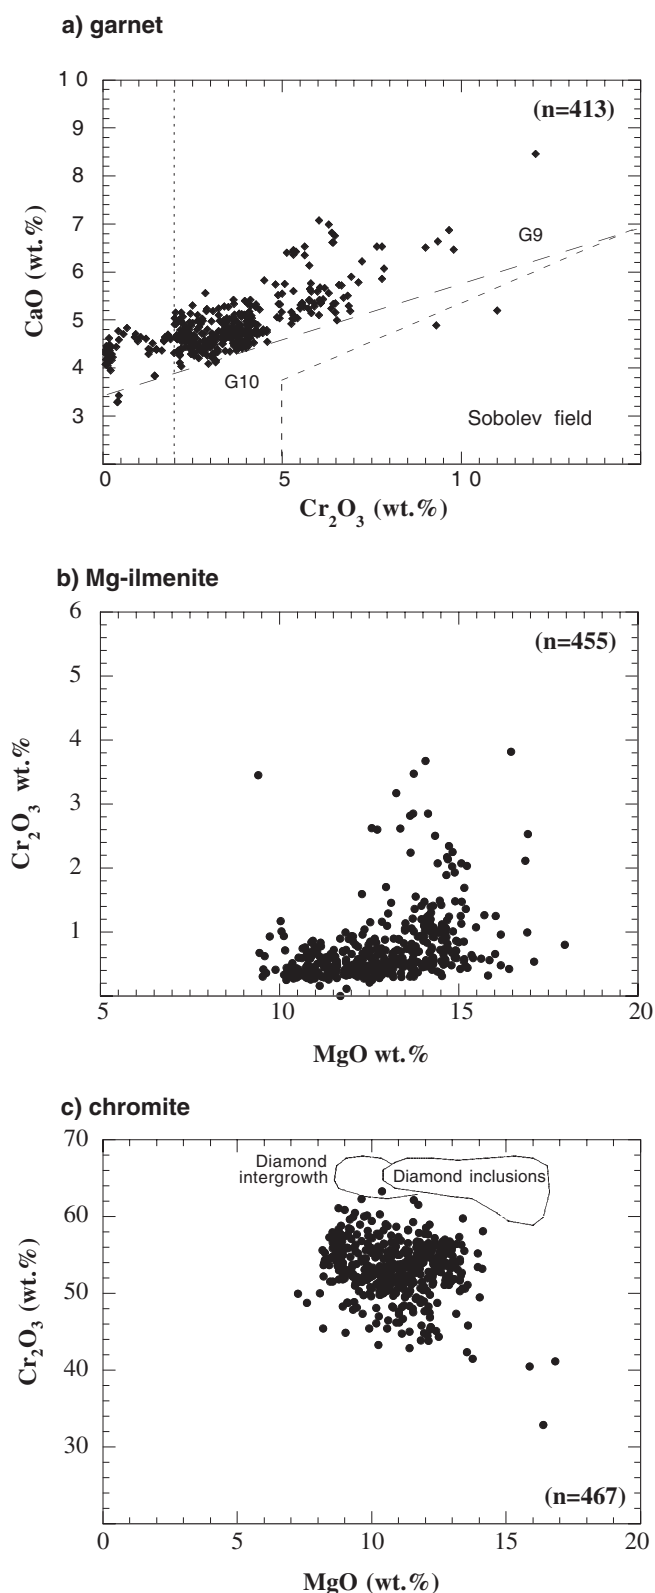 a) garnet
10
9
8
7
6
5
4
3
CaO (wt.%)
(n=413)
G9
G10
Sobolev field
0
5
10
Cr₂O₃ (wt.%)
b) Mg-ilmenite
6
5
4
3
2
1
Cr₂O₃ wt.%
(n=455)
5
10
15
20
MgO wt.%
c) chromite
70
60
50
40
30
Cr₂O₃ (wt.%)
Diamond
intergrowth
Diamond inclusions
(n=467)
0
5
10
15
20
MgO (wt.%)